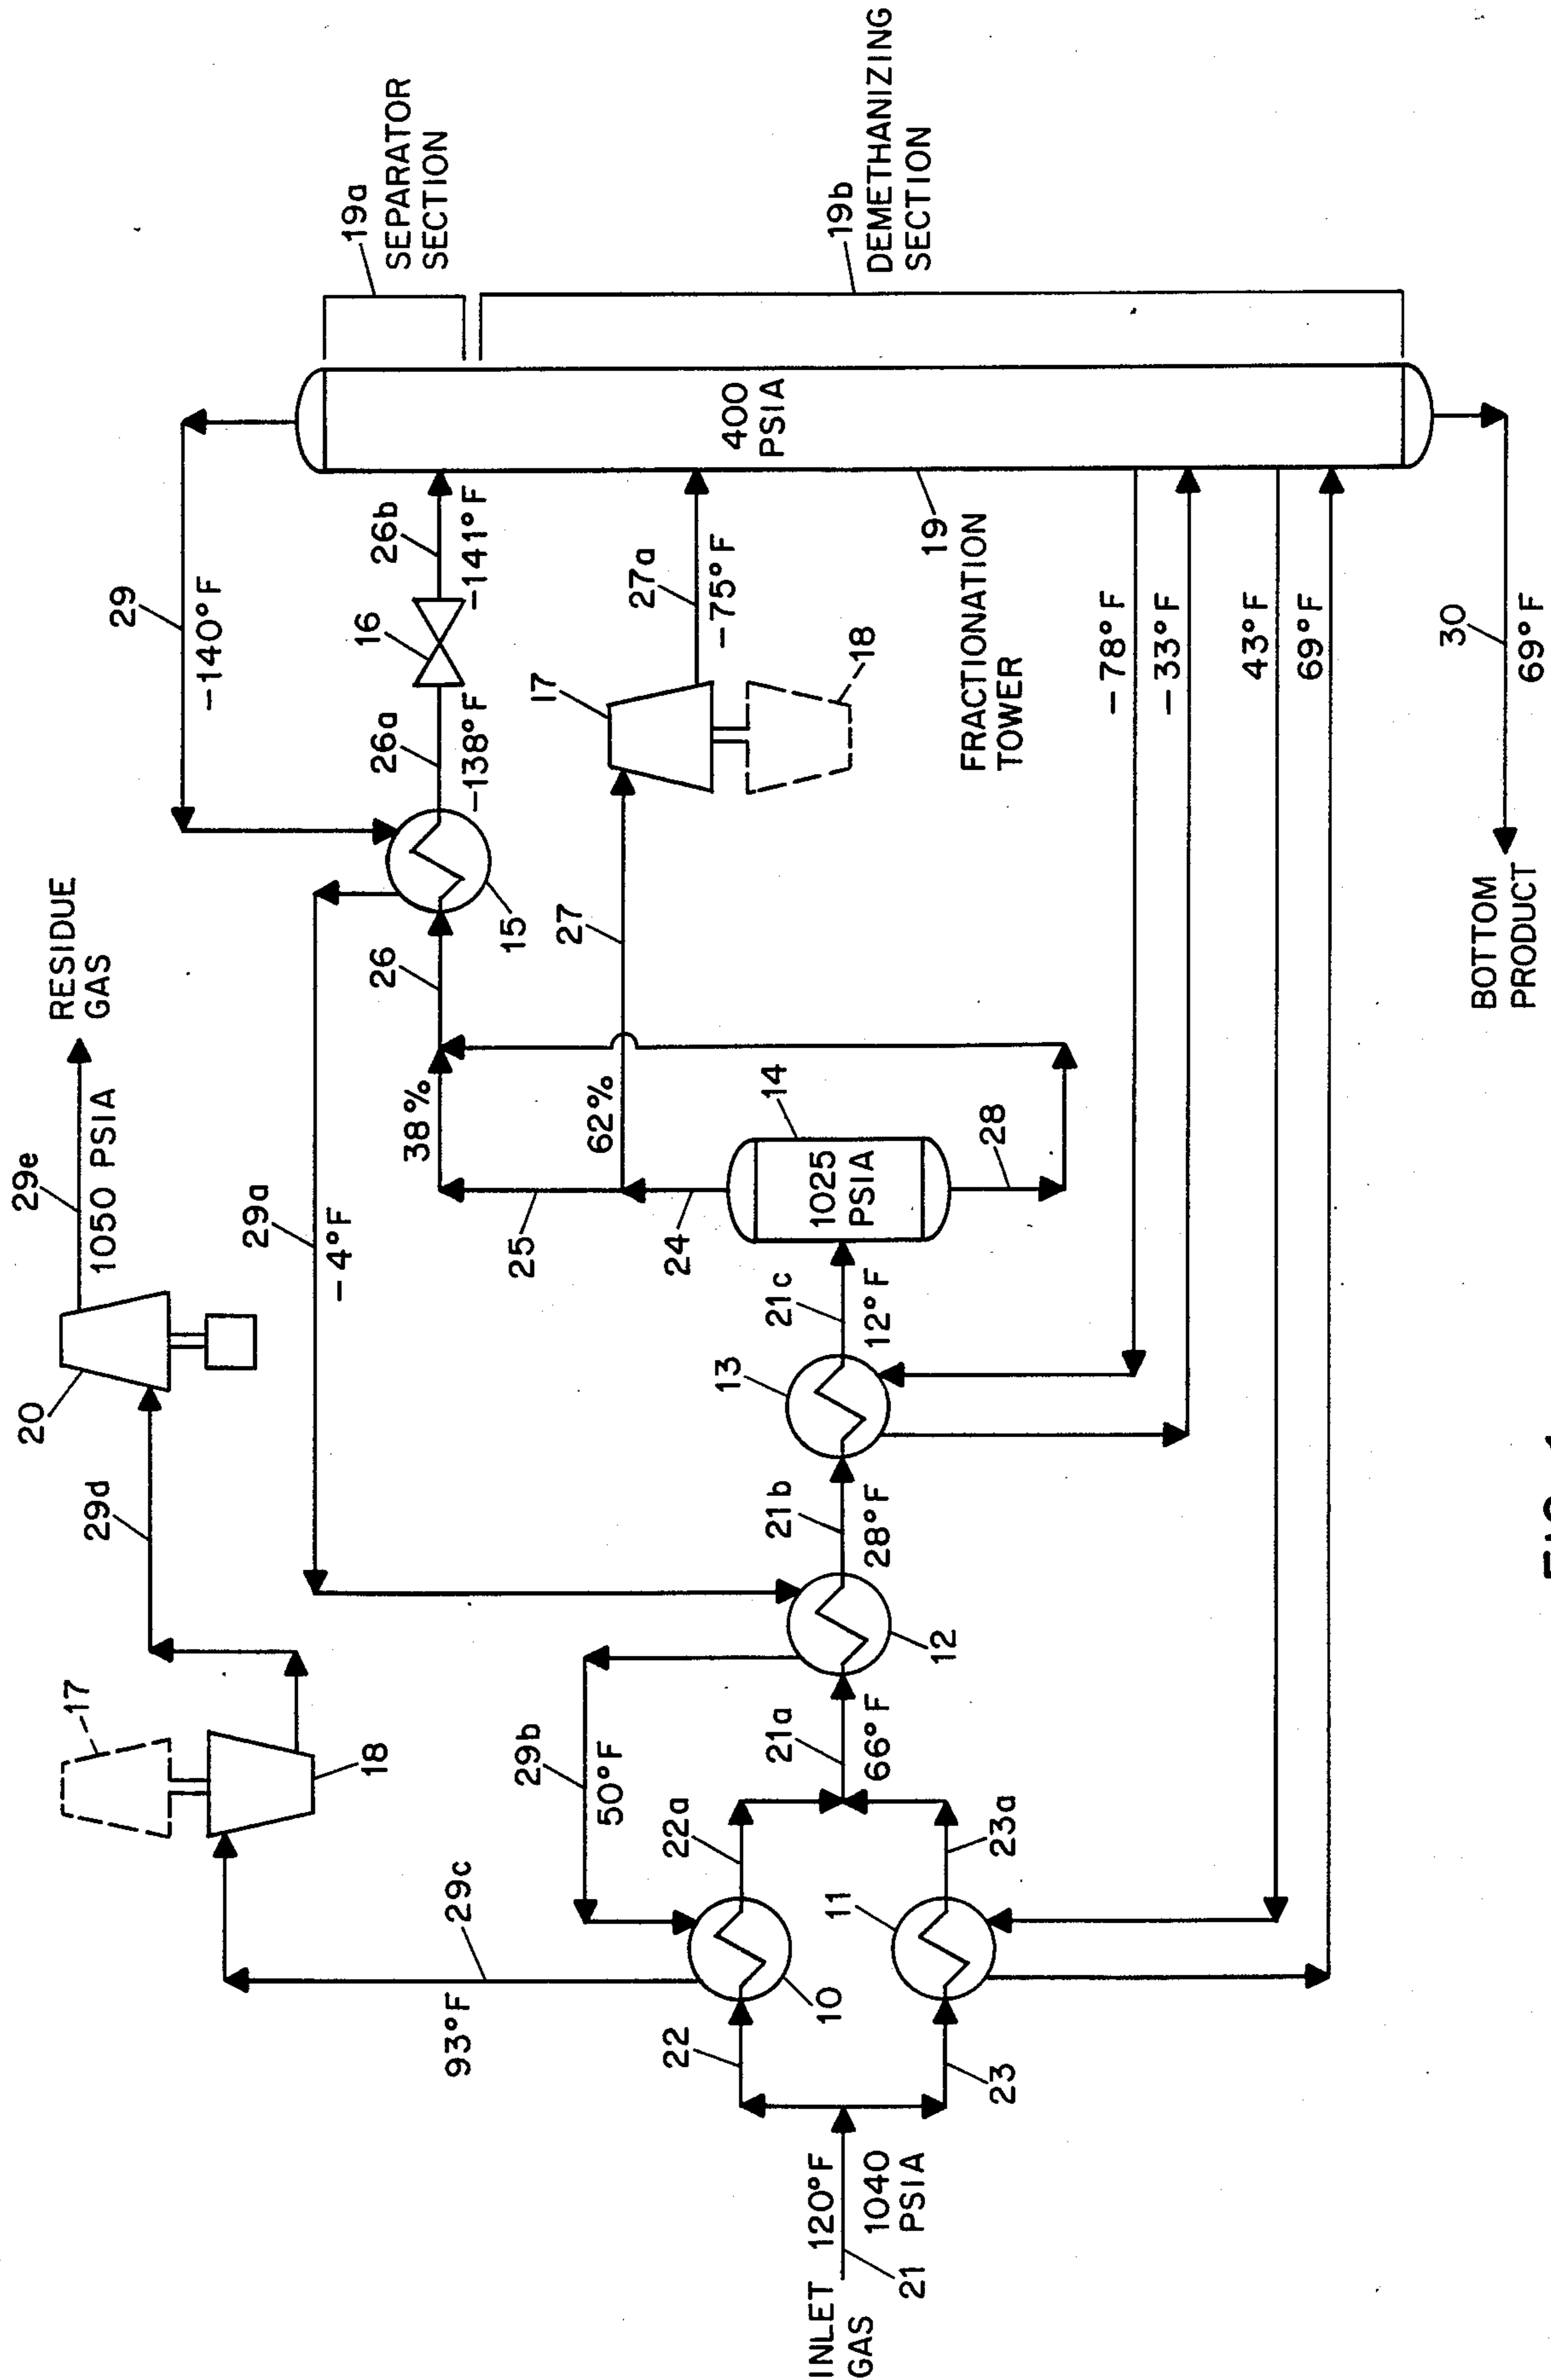 29e
RESIDUE
GAS
1050 PSIA
20
29d
17
18
29c
93°F
29a
−4°F
29
−140°F
29b
50°F
38%
26
15
26a
−138°F
16
26b
−141°F
19a
SEPARATOR
SECTION
25
62%
27
17
18
27a
−75°F
400
PSIA
19b
DEMETHANIZING
SECTION
24
14
1025
PSIA
28
19
FRACTIONATION
TOWER
22
10
22a
21a
66°F
12
21b
28°F
13
21c
12°F
INLET
GAS
120°F
1040
PSIA
21
23
11
23a
−78°F
−33°F
43°F
69°F
BOTTOM
PRODUCT
30
69°F